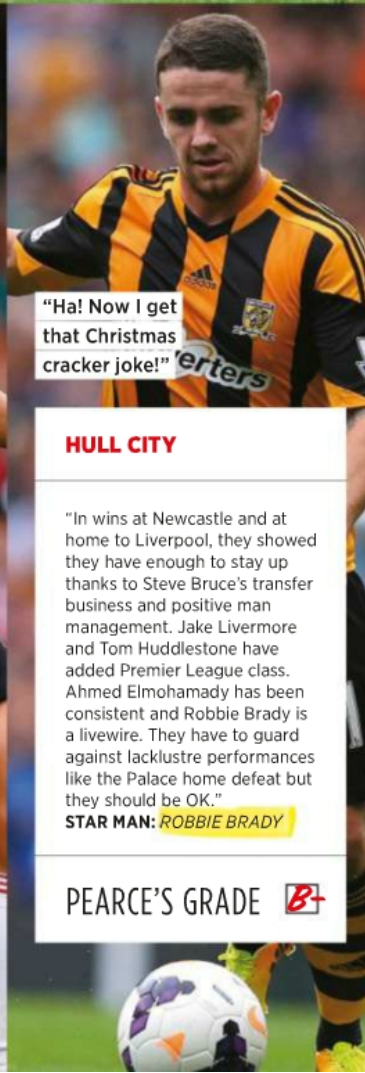 “Ha! Now I get
that Christmas
cracker joke!”
adidas
erters
HULL CITY
“In wins at Newcastle and at
home to Liverpool, they showed
they have enough to stay up
thanks to Steve Bruce’s transfer
business and positive man
management. Jake Livermore
and Tom Huddlestone have
added Premier League class.
Ahmed Elmohamady has been
consistent and Robbie Brady is
a livewire. They have to guard
against lacklustre performances
like the Palace home defeat but
they should be OK.”
STAR MAN: ROBBIE BRADY
PEARCE’S GRADE B+